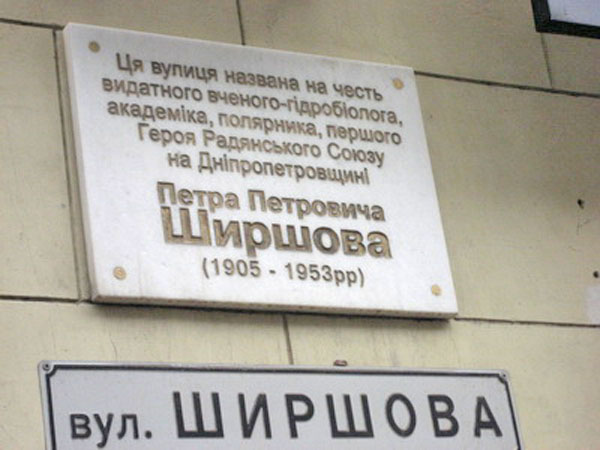 Ця вулиця названа на честь
видатного вченого-гідробіолога,
академіка, полярника, першого
Героя Радянського Союзу
на Дніпропетровщині
Петра Петровича
Ширшова
(1905 - 1953рр)
вул. ШИРШОВА